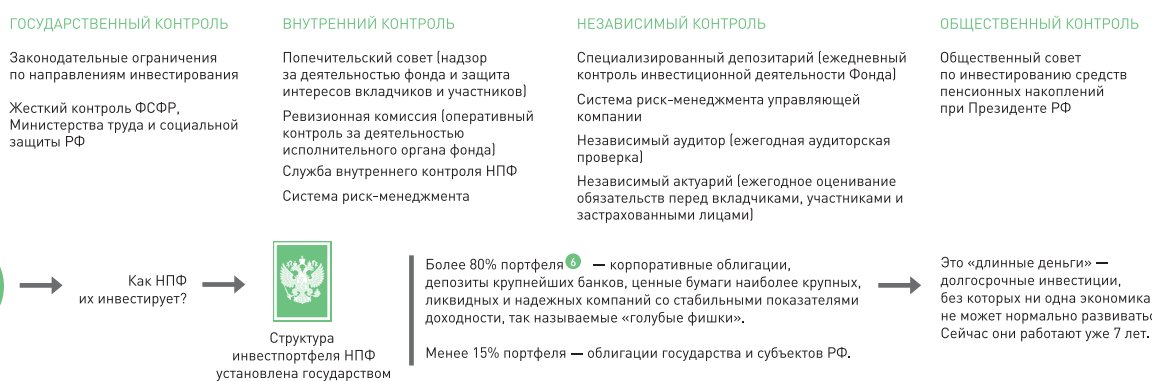 ГОСУДАРСТВЕННЫЙ КОНТРОЛЬ
Законодательные ограничения
по направлениям инвестирования
Жесткий контроль ФСФР,
Министерства труда и социальной
защиты РФ
ВНУТРЕННИЙ КОНТРОЛЬ
Попечительский совет (надзор
за деятельностью фонда и защита
интересов вкладчиков и участников)
Ревизионная комиссия (оперативный
контроль за деятельностью
исполнительного органа фонда)
Служба внутреннего контроля НПФ
Система риск-менеджмента
НЕЗАВИСИМЫЙ КОНТРОЛЬ
Специализированный депозитарий (ежедневный
контроль инвестиционной деятельности Фонда)
Система риск-менеджмента управляющей
компании
Независимый аудитор (ежегодная аудиторская
проверка)
Независимый актуарий (ежегодное оценивание
обязательств перед вкладчиками, участниками и
застрахованными лицами)
ОБЩЕСТВЕННЫЙ КОНТРОЛЬ
Общественный совет
по инвестированию средств
пенсионных накоплений
при Президенте РФ
Как НПФ
их инвестирует?
Структура
инвестпортфеля НПФ
установлена государством
Более 80% портфеля 6 — корпоративные облигации,
депозиты крупнейших банков, ценные бумаги наиболее крупных,
ликвидных и надежных компаний со стабильными показателями
доходности, так называемые «голубые фишки».
Менее 15% портфеля — облигации государства и субъектов РФ.
Это «длинные деньги» —
долгосрочные инвестиции,
без которых ни одна экономика
не может нормально развиватьс
Сейчас они работают уже 7 лет.